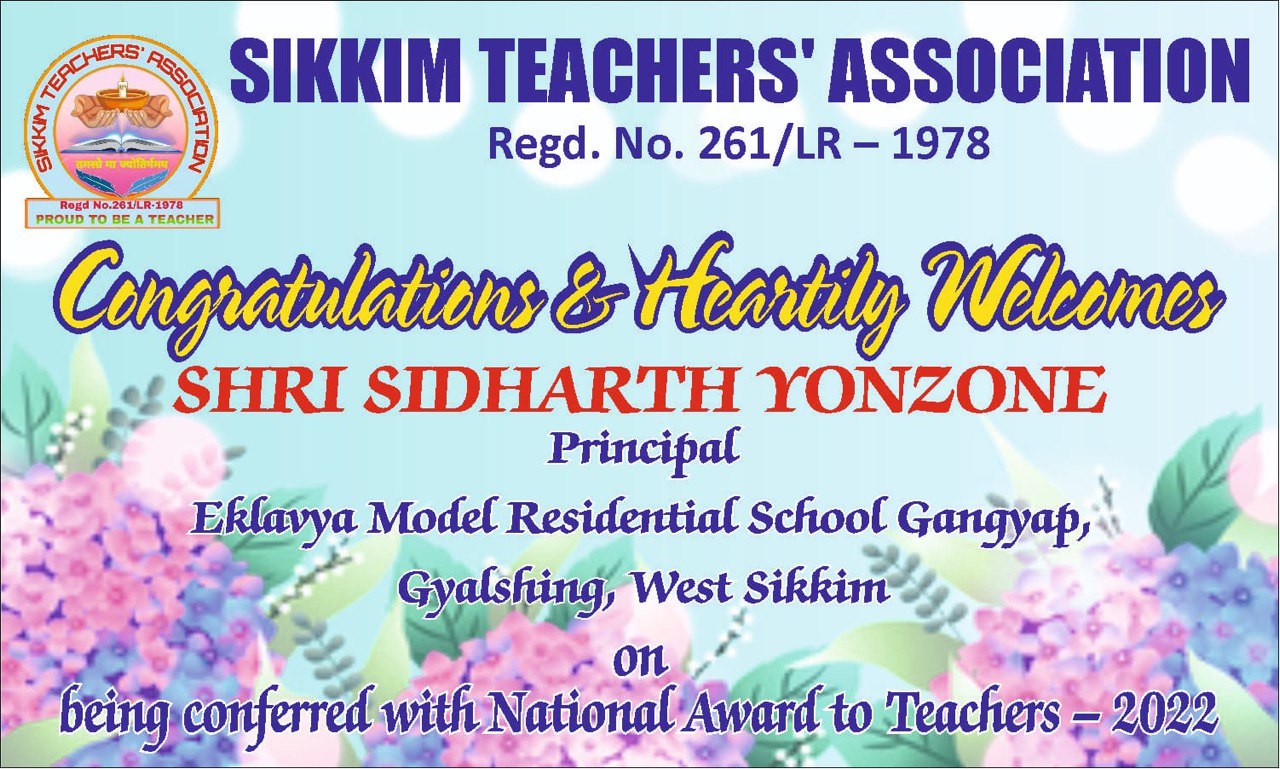 SIKKIM TEACHERS' ASSOCIATION
Regd. No. 261/LR – 1978
SIKKIM TEACHERS' ASSOCIATION
तमसो मा ज्योतिर्गमय
Regd No.261/LR-1978
PROUD TO BE A TEACHER
Congratulations & Heartily Welcomes
SHRI SIDHARTH YONZONE
Principal
Eklavya Model Residential School Gangyap,
Gyalshing, West Sikkim
on
being conferred with National Award to Teachers – 2022